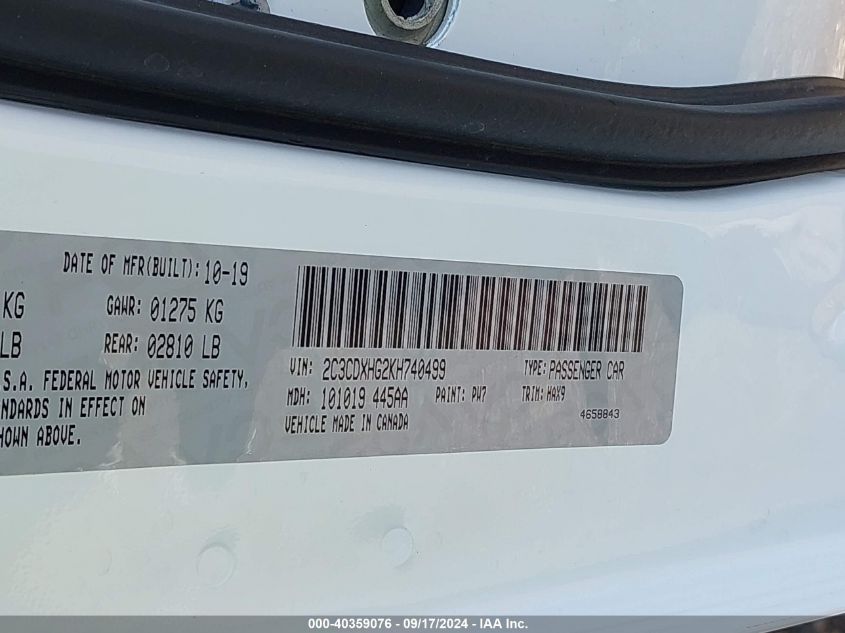 DATE OF MFR(BUILT): 10-19
KG GAWR: 01275 KG
LB REAR: 02810 LB
S.A. FEDERAL MOTOR VEHICLE SAFETY,
NDARDS IN EFFECT ON
HOWN ABOVE.
VIN: 2C3CDXHG2KH740499 TYPE: PASSENGER CAR
MDH: 101019 445AA PAINT: PW7 TRIM: HAX9
VEHICLE MADE IN CANADA 4658843
000-40359076 - 09/17/2024 - IAA Inc.